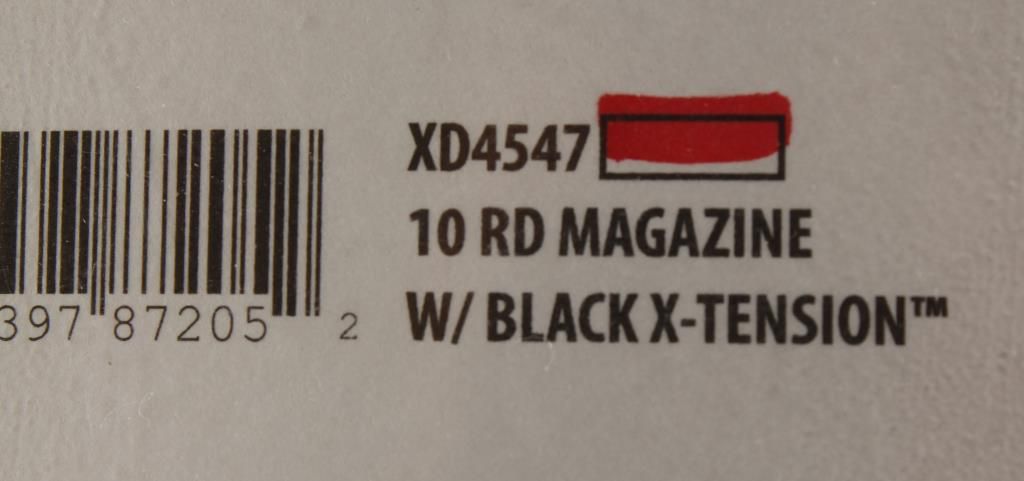 XD4547
10 RD MAGAZINE
W/ BLACK X-TENSION™
397 87205 2